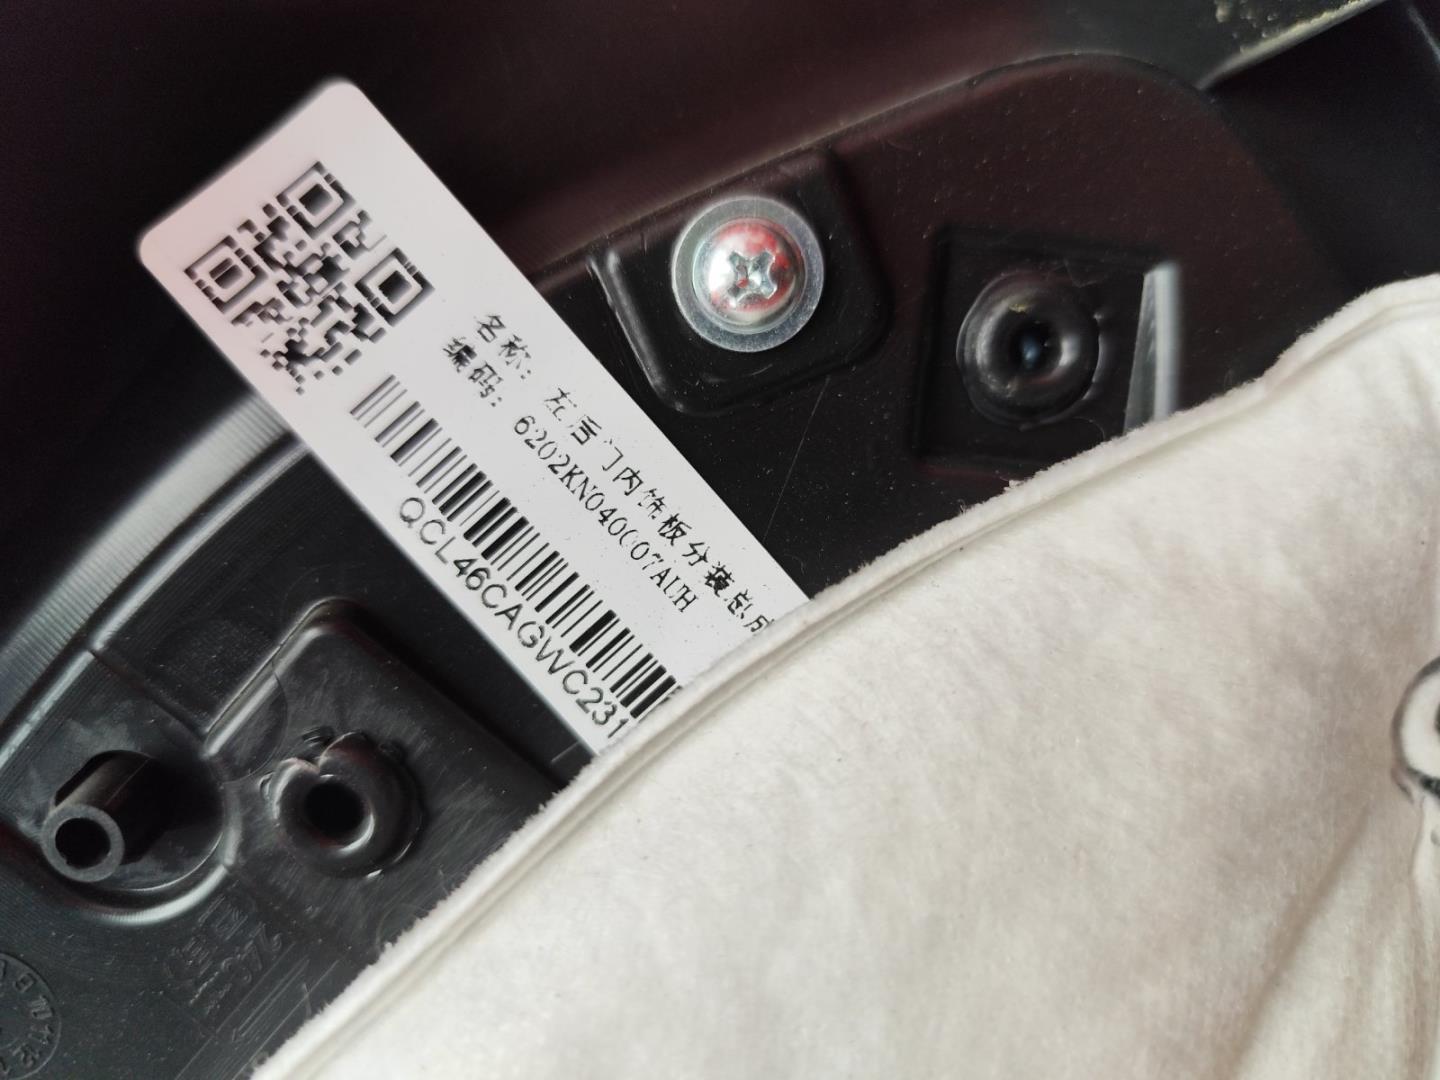 名称: 左后门内饰板分装总成
编码: 6202KN040C07AUH
QCL46CAGWC231